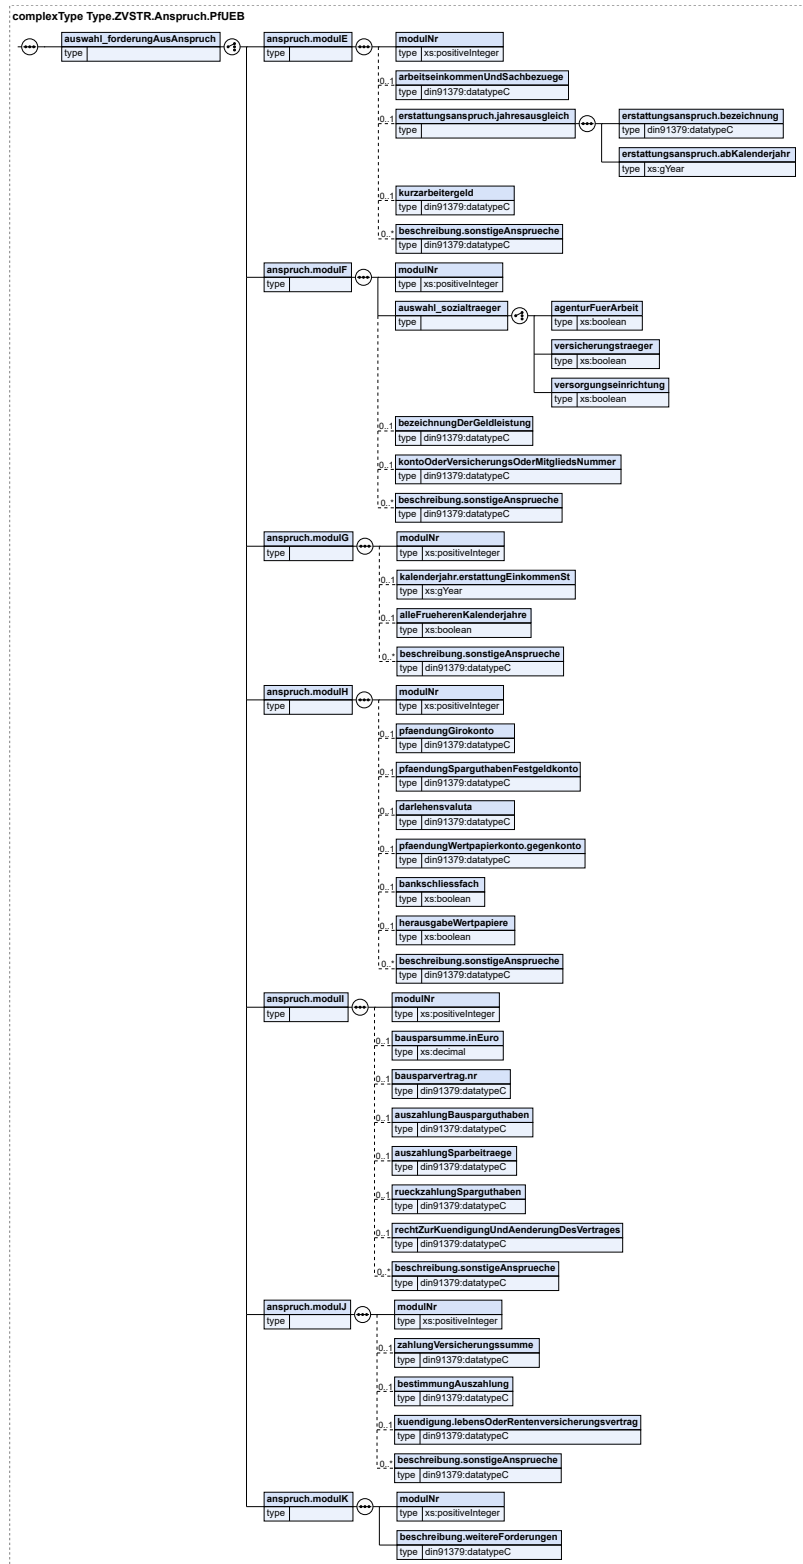 complexType Type.ZVSTR.Anspruch.PfUEB
auswahl_forderungAusAnspruch
type
anspruch.modulE
type
modulNr
type xs:positiveInteger
0..1
arbeitseinkommenUndSachbezuege
type din91379:datatypeC
0..1
erstattungsanspruch.jahresausgleich
type
erstattungsanspruch.bezeichnung
type din91379:datatypeC
erstattungsanspruch.abKalenderjahr
type xs:gYear
0..1
kurzarbeitergeld
type din91379:datatypeC
0..*
beschreibung.sonstigeAnsprueche
type din91379:datatypeC
anspruch.modulF
type
modulNr
type xs:positiveInteger
auswahl_sozialtraeger
type
agenturFuerArbeit
type xs:boolean
versicherungstraeger
type xs:boolean
versorgungseinrichtung
type xs:boolean
0..1
bezeichnungDerGeldleistung
type din91379:datatypeC
0..1
kontoOderVersicherungsOderMitgliedsNummer
type din91379:datatypeC
0..*
beschreibung.sonstigeAnsprueche
type din91379:datatypeC
anspruch.modulG
type
modulNr
type xs:positiveInteger
0..1
kalenderjahr.erstattungEinkommenSt
type xs:gYear
0..1
alleFrueherenKalenderjahre
type xs:boolean
0..*
beschreibung.sonstigeAnsprueche
type din91379:datatypeC
anspruch.modulH
type
modulNr
type xs:positiveInteger
0..1
pfaendungGirokonto
type din91379:datatypeC
0..1
pfaendungSparguthabenFestgeldkonto
type din91379:datatypeC
0..1
darlehensvaluta
type din91379:datatypeC
0..1
pfaendungWertpapierkonto.gegenkonto
type din91379:datatypeC
0..1
bankschliessfach
type xs:boolean
0..1
herausgabeWertpapiere
type xs:boolean
0..*
beschreibung.sonstigeAnsprueche
type din91379:datatypeC
anspruch.modulI
type
modulNr
type xs:positiveInteger
0..1
bausparsumme.inEuro
type xs:decimal
0..1
bausparvertrag.nr
type din91379:datatypeC
0..1
auszahlungBausparguthaben
type din91379:datatypeC
0..1
auszahlungSparbeitraege
type din91379:datatypeC
0..1
rueckzahlungSparguthaben
type din91379:datatypeC
0..1
rechtZurKuendigungUndAenderungDesVertrages
type din91379:datatypeC
0..*
beschreibung.sonstigeAnsprueche
type din91379:datatypeC
anspruch.modulJ
type
modulNr
type xs:positiveInteger
0..1
zahlungVersicherungssumme
type din91379:datatypeC
0..1
bestimmungAuszahlung
type din91379:datatypeC
0..1
kuendigung.lebensOderRentenversicherungsvertrag
type din91379:datatypeC
0..*
beschreibung.sonstigeAnsprueche
type din91379:datatypeC
anspruch.modulK
type
modulNr
type xs:positiveInteger
beschreibung.weitereForderungen
type din91379:datatypeC